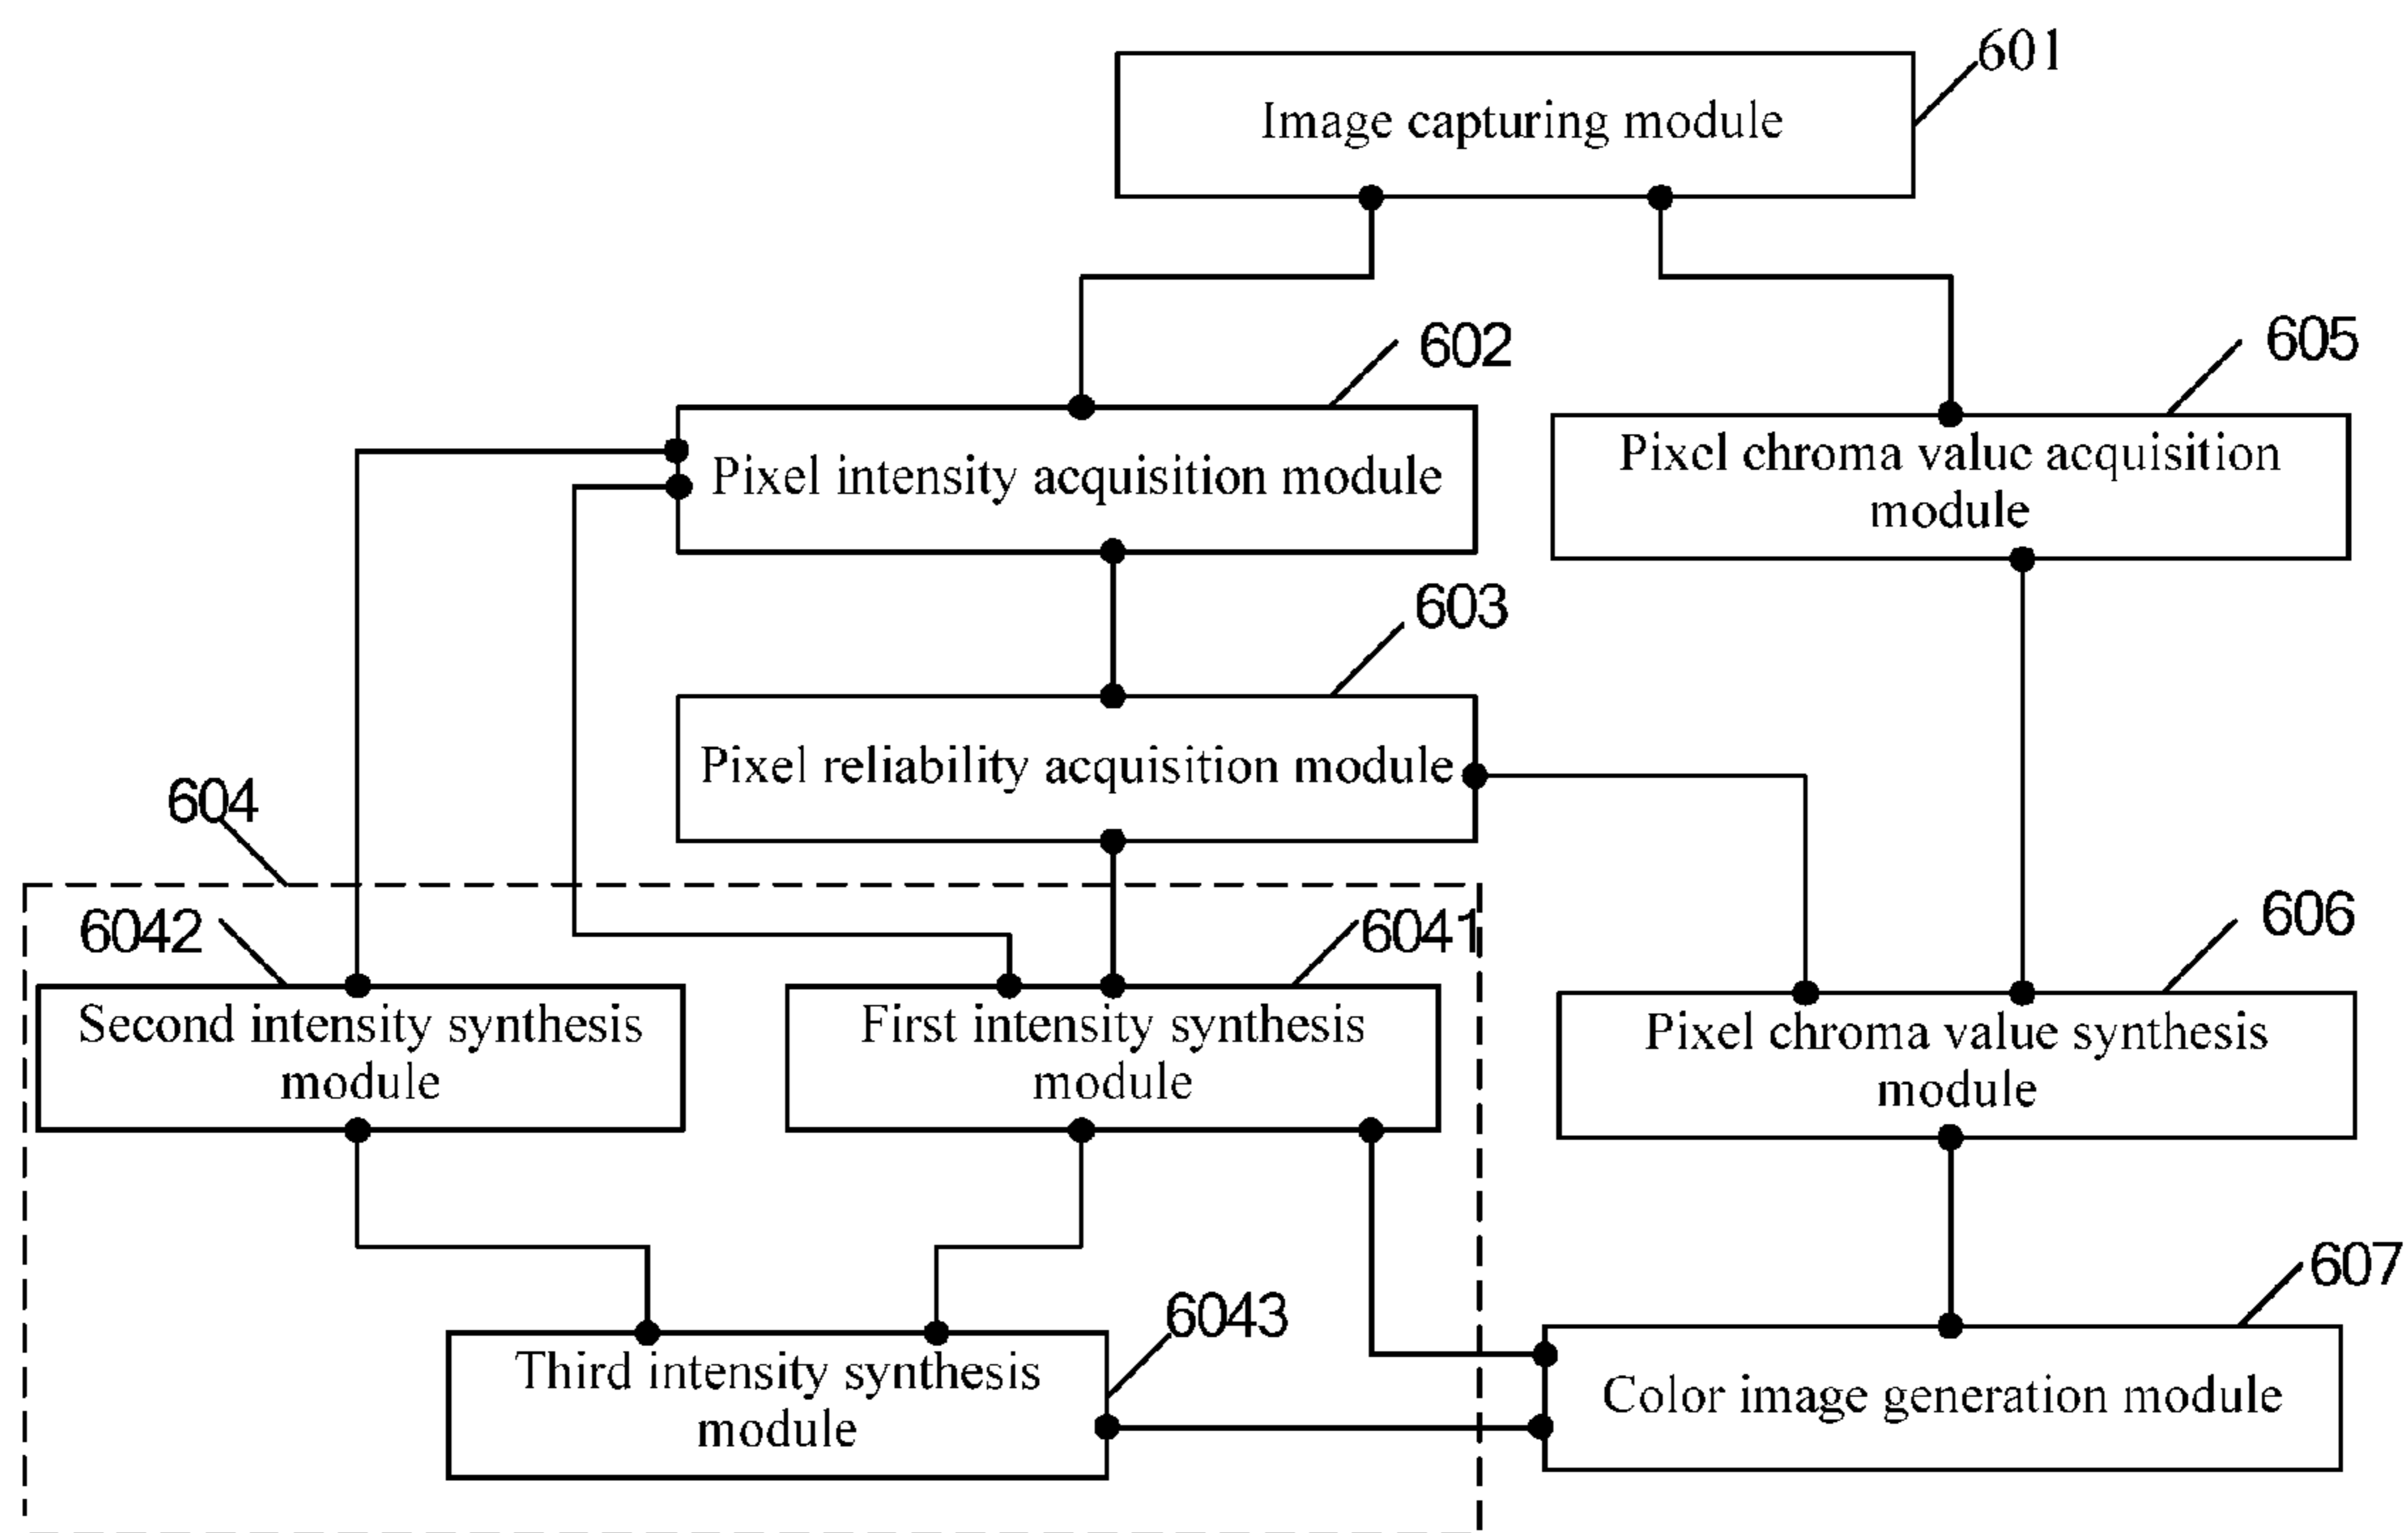 601
Image capturing module
602
605
Pixel intensity acquisition module
Pixel chroma value acquisition
module
603
Pixel reliability acquisition module
604
6042
6041
606
Second intensity synthesis
module
First intensity synthesis
module
Pixel chroma value synthesis
module
6043
607
Third intensity synthesis
module
Color image generation module